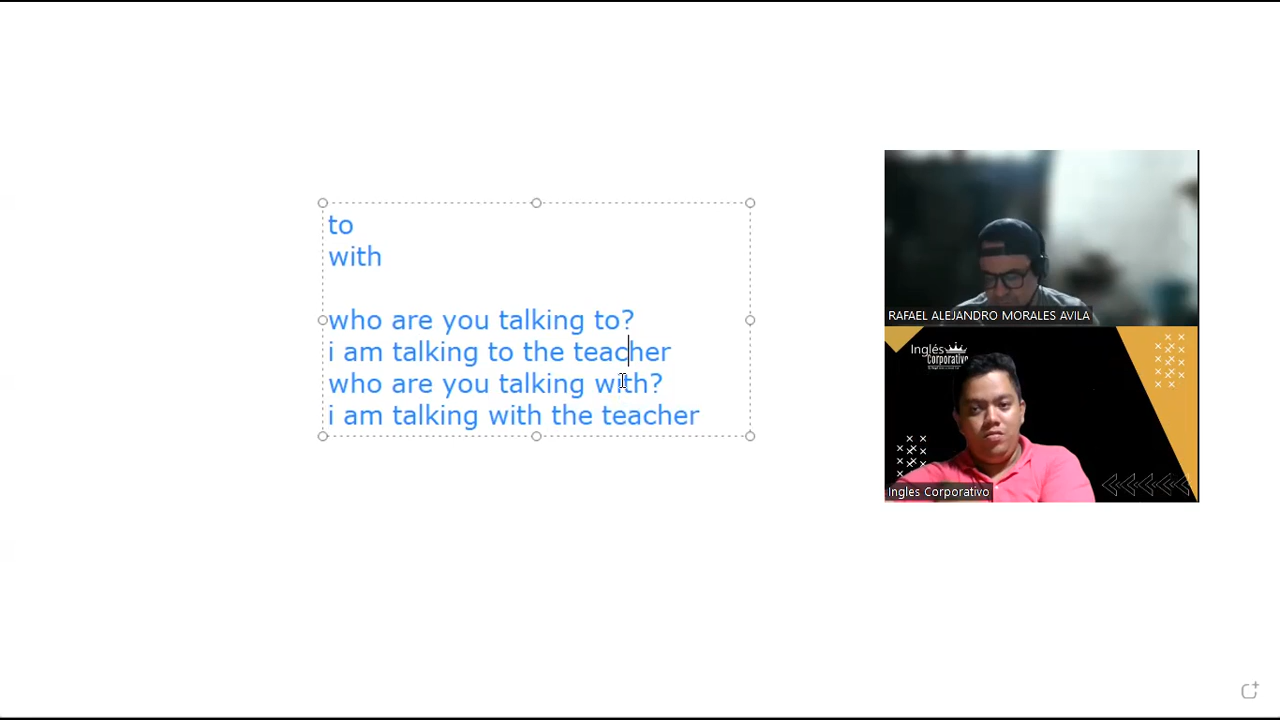 to
with
who are you talking to?
i am talking to the teacher
who are you talking with?
i am talking with the teacher
RAFAEL ALEJANDRO MORALES AVILA
Inglés
Corporativo
Ingles Corporativo